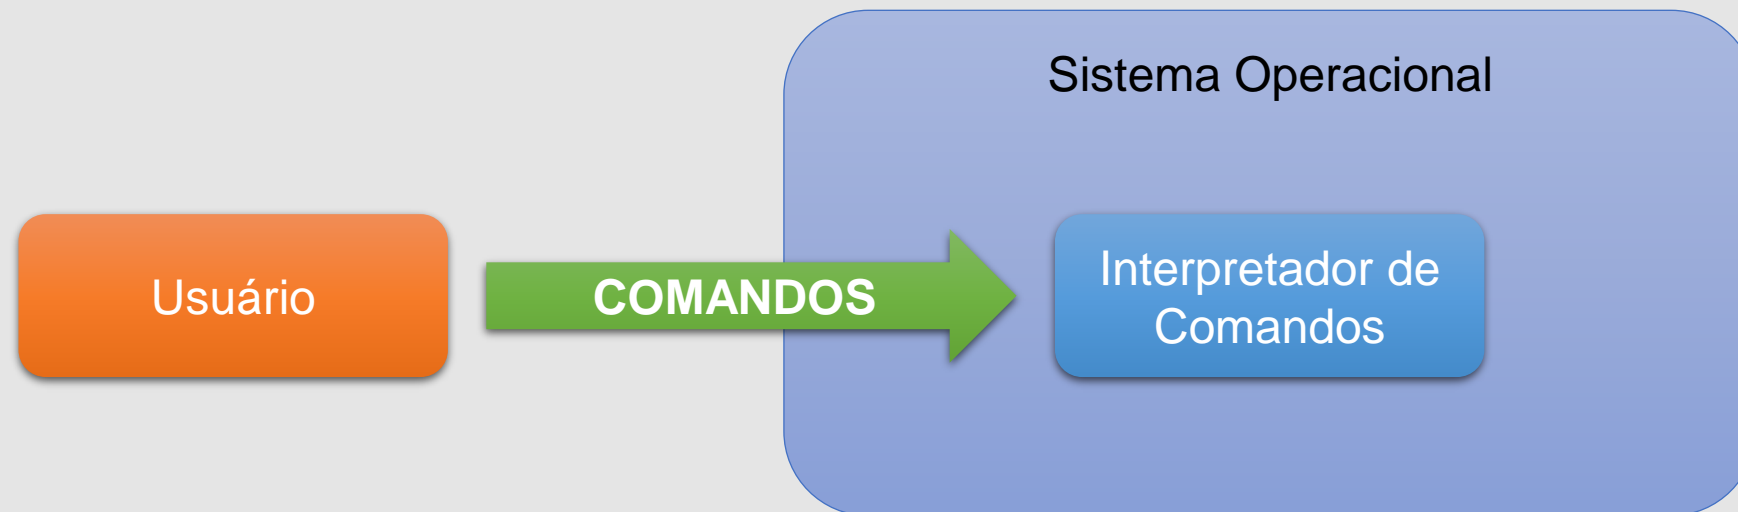 Sistema Operacional
Usuário
COMANDOS
Interpretador de
Comandos